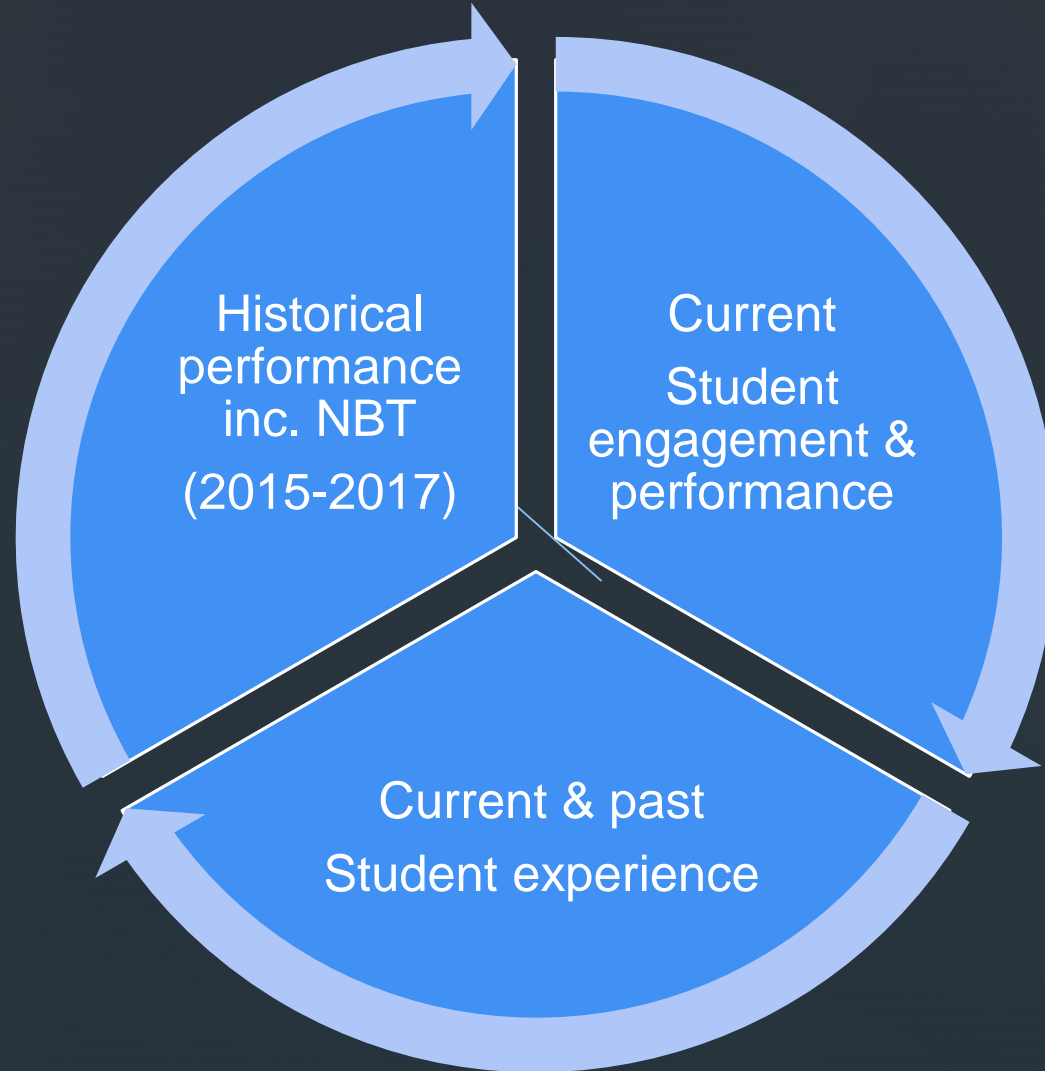 Historical
performance
inc. NBT
(2015-2017)
Current
Student
engagement &
performance
Current & past
Student experience